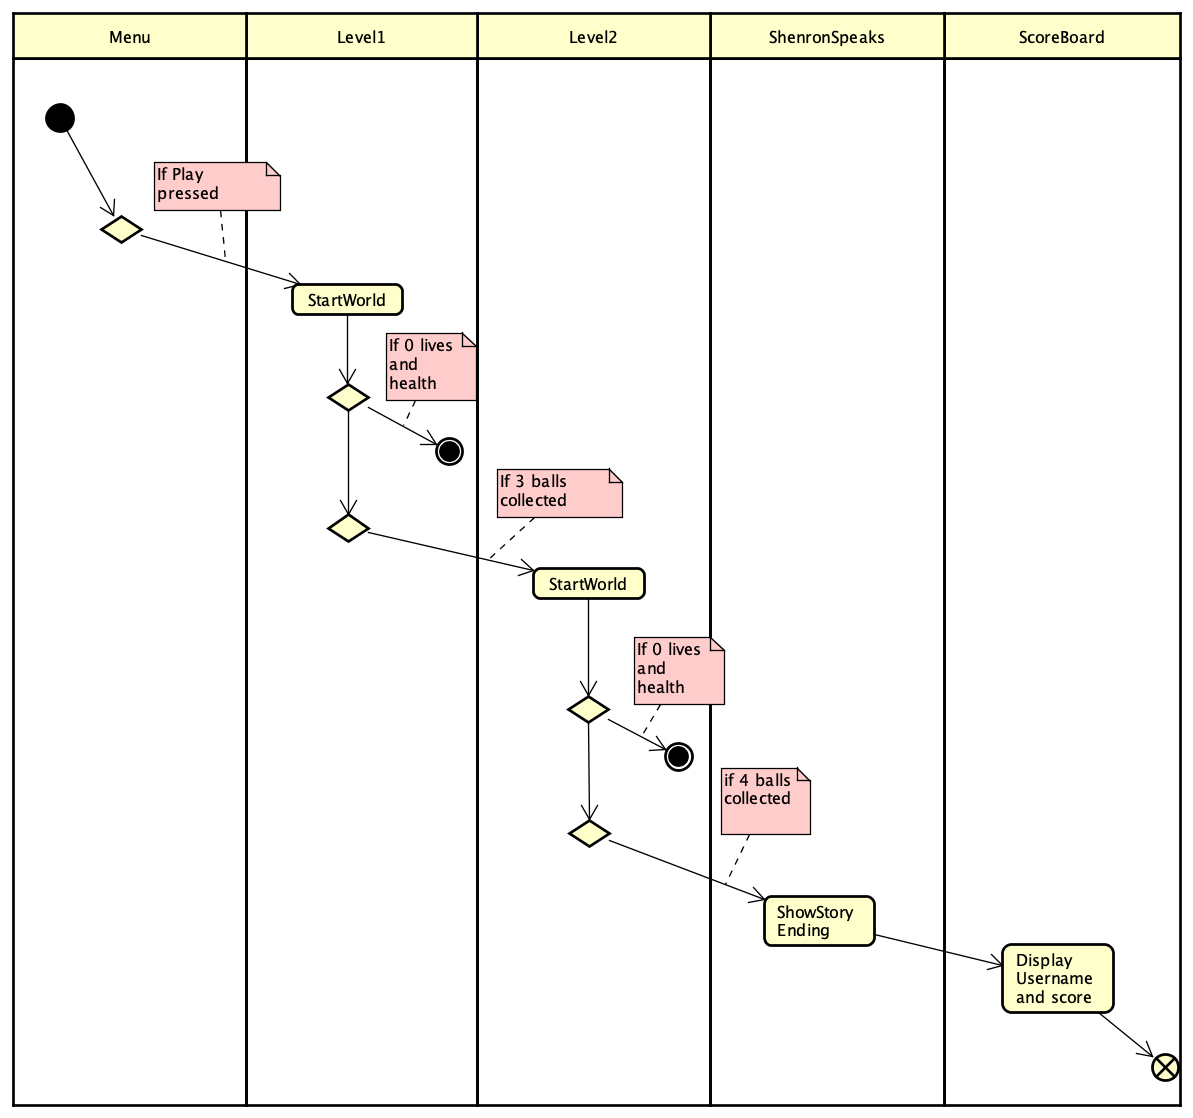 Menu
Level1
Level2
ShenronSpeaks
ScoreBoard
If Play
pressed
StartWorld
If 0 lives
and
health
If 3 balls
collected
StartWorld
If 0 lives
and
health
if 4 balls
collected
ShowStory
Ending
Display
Username
and score